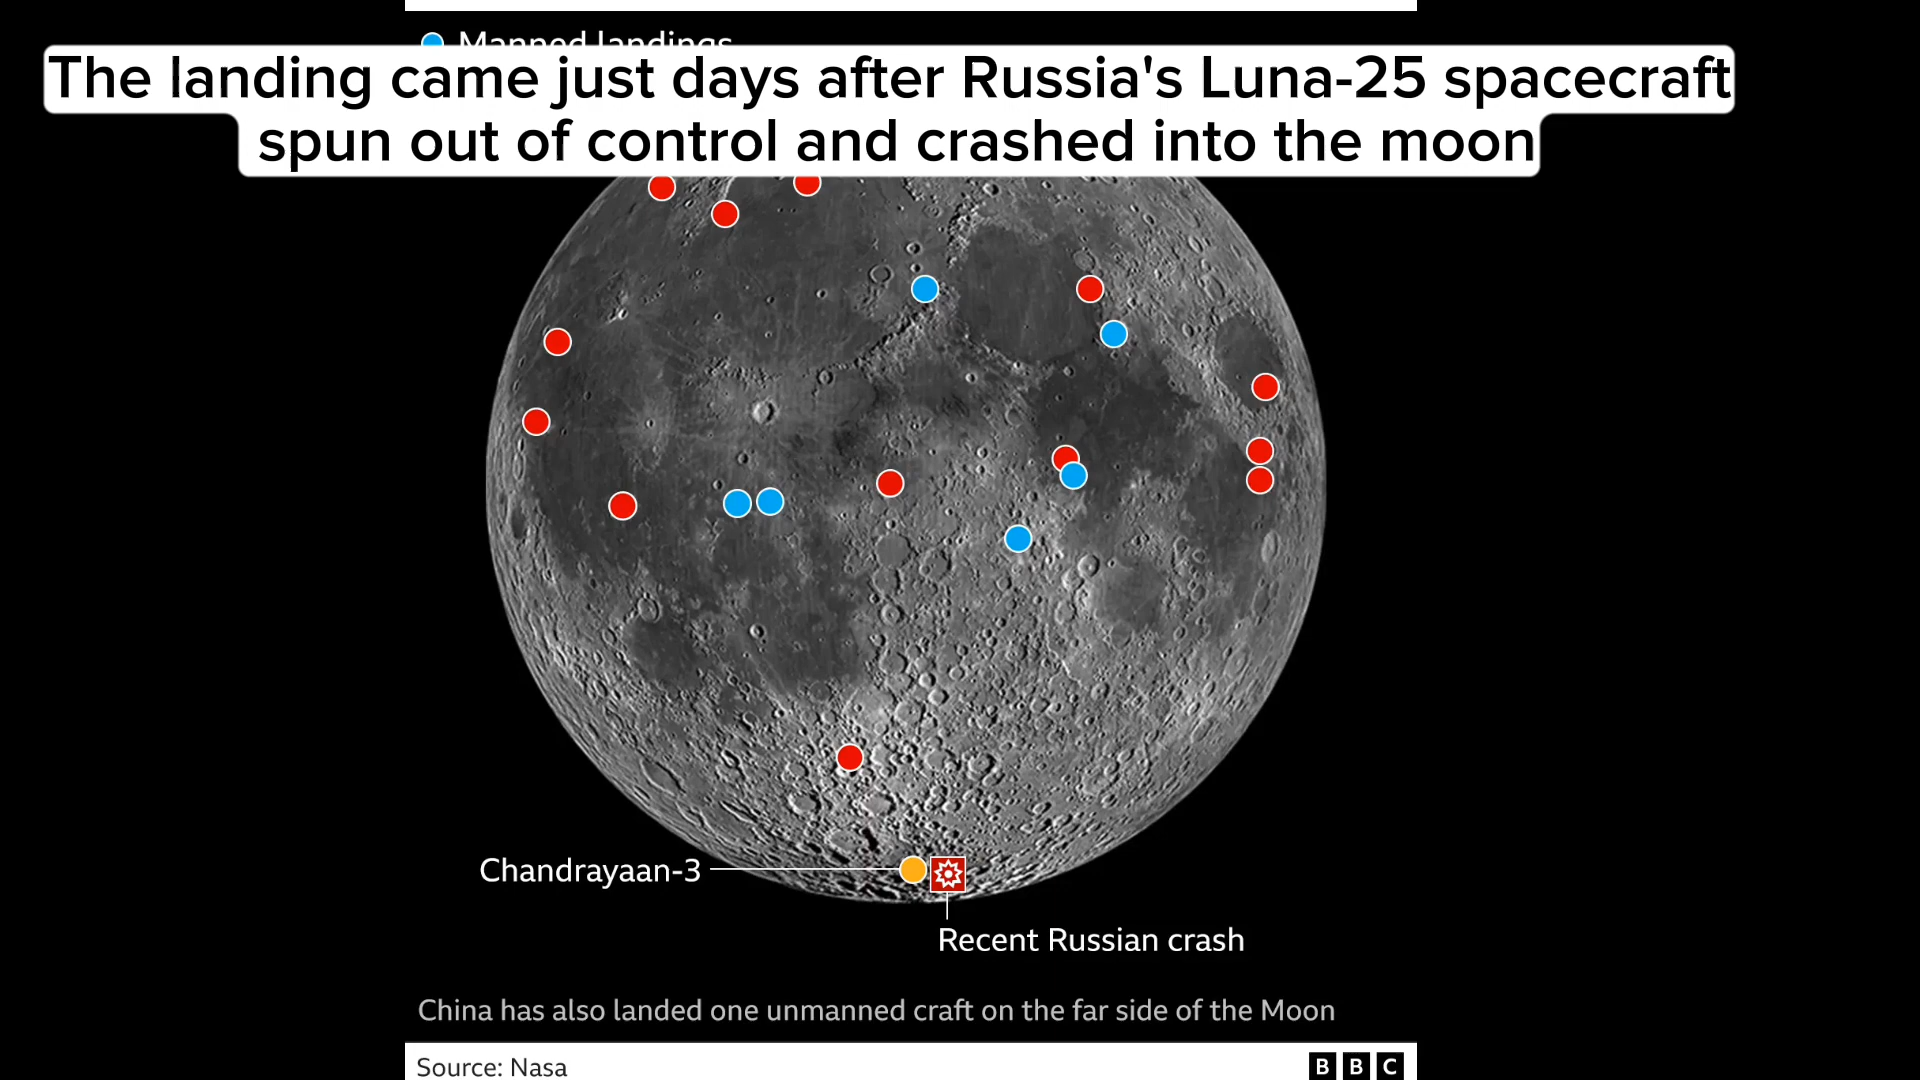 Manned landings
The landing came just days after Russia's Luna-25 spacecraft
spun out of control and crashed into the moon
Chandrayaan-3
Recent Russian crash
China has also landed one unmanned craft on the far side of the Moon
Source: Nasa
BBC